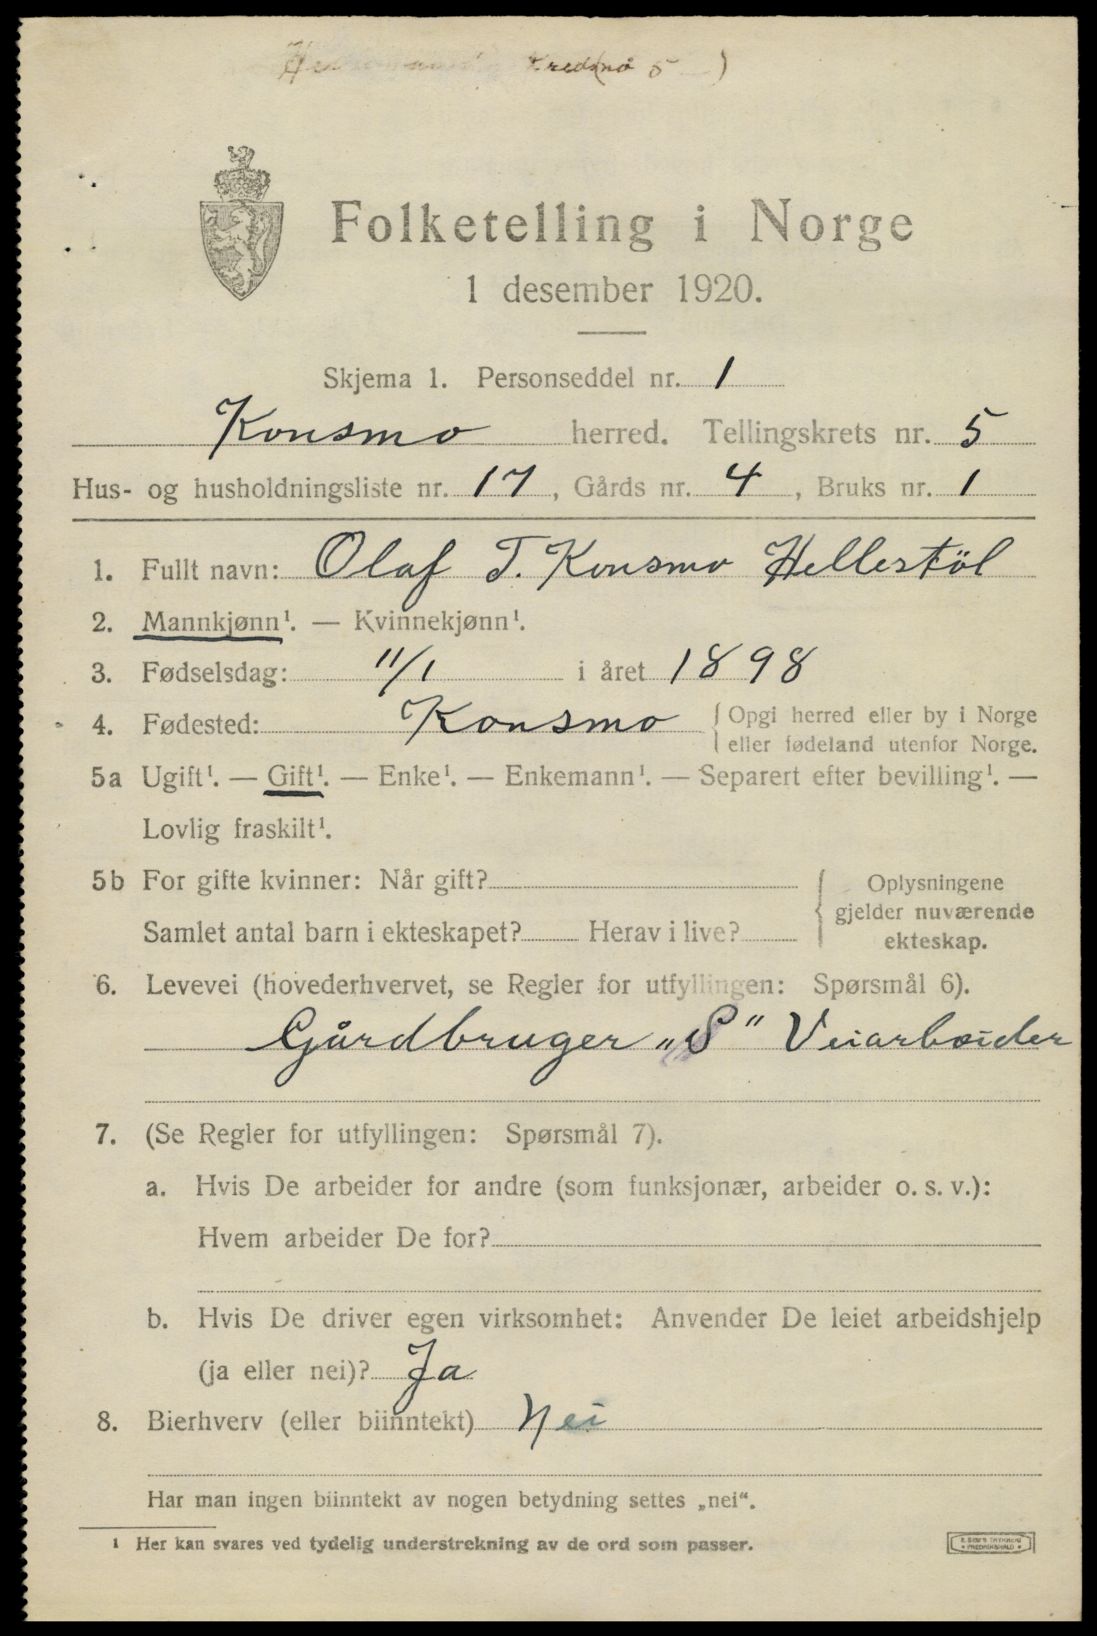 Kredsnö 5
Folketelling i Norge
1 desember 1920.
Skjema 1. Personseddel nr. 1
Konsmo herred. Tellingskrets nr. 5
Hus- og husholdningsliste nr. 17, Gårds nr. 4, Bruks nr. 1
1. Fullt navn: Olaf T. Konsmo Hellestöl
2. Mannkjønn¹. — Kvinnekjønn¹.
3. Fødselsdag: 11/1 i året 1898
4. Fødested: Konsmo { Opgi herred eller by i Norge
eller fødeland utenfor Norge.
5a Ugift¹. — Gift¹. — Enke¹. — Enkemann¹. — Separert efter bevilling¹. —
Lovlig fraskilt¹.
5b For gifte kvinner: Når gift?
Samlet antal barn i ekteskapet? Herav i live?
{ Oplysningene
gjelder nuværende
ekteskap.
6. Levevei (hovederhvervet, se Regler for utfyllingen: Spørsmål 6).
Gårdbruger „S" Veiarbeider
7. (Se Regler for utfyllingen: Spørsmål 7).
a. Hvis De arbeider for andre (som funksjonær, arbeider o. s. v.):
Hvem arbeider De for?
b. Hvis De driver egen virksomhet: Anvender De leiet arbeidshjelp
(ja eller nei)? Ja
8. Bierhverv (eller biinntekt) Nei
Har man ingen biinntekt av nogen betydning settes „nei“.
¹ Her kan svares ved tydelig understrekning av de ord som passer.